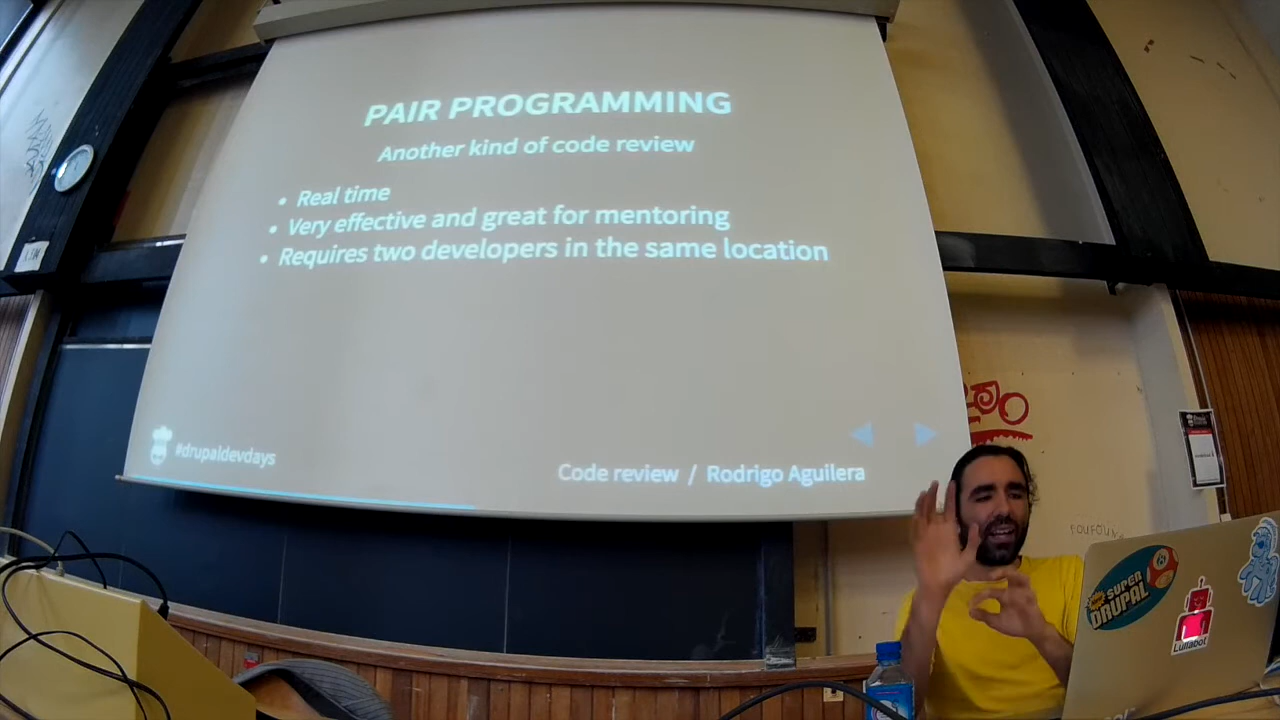 PAIR PROGRAMMING
Another kind of code review
• Real time
• Very effective and great for mentoring
• Requires two developers in the same location
#drupaldevdays
Code review / Rodrigo Aguilera
SUPER
DRUPAL
Lullabot